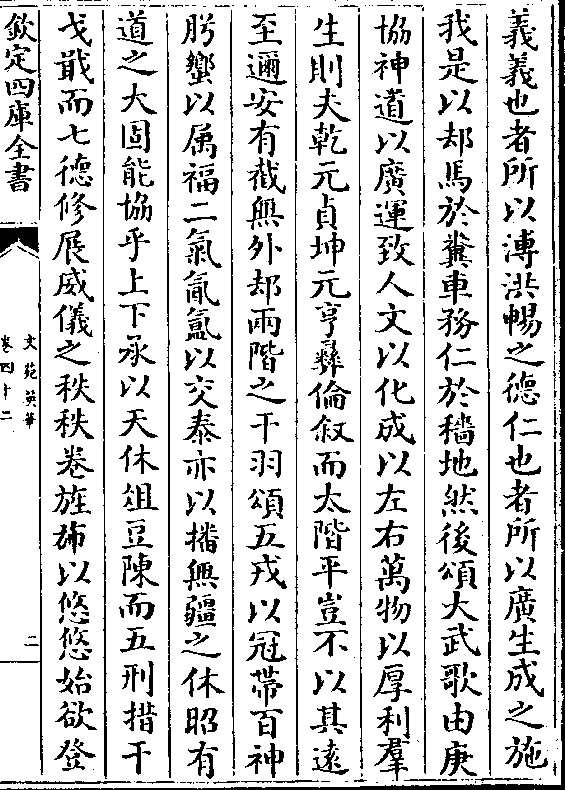 義義也者所以溥洪暢之德仁也者所以廣生成之施
我是以却馬於糞車務仁於穡地然後頌大武歌由庚
協神道以廣運致人文以化成以左右萬物以厚利羣
生則夫乾元貞坤元亨彛倫叙而太階平豈不以其遠
至邇安有截無外却兩階之干羽頌五戎以冠帶百神
肹蠁以属福二氣氤氲以交泰亦以播無疆之休昭有
道之大固能協乎上下承以天休俎豆陳而五刑措干
戈戢而七德修展威儀之秩秩卷旌斾以悠悠始欲登
欽定四庫全書
文苑英華
卷四十二
二